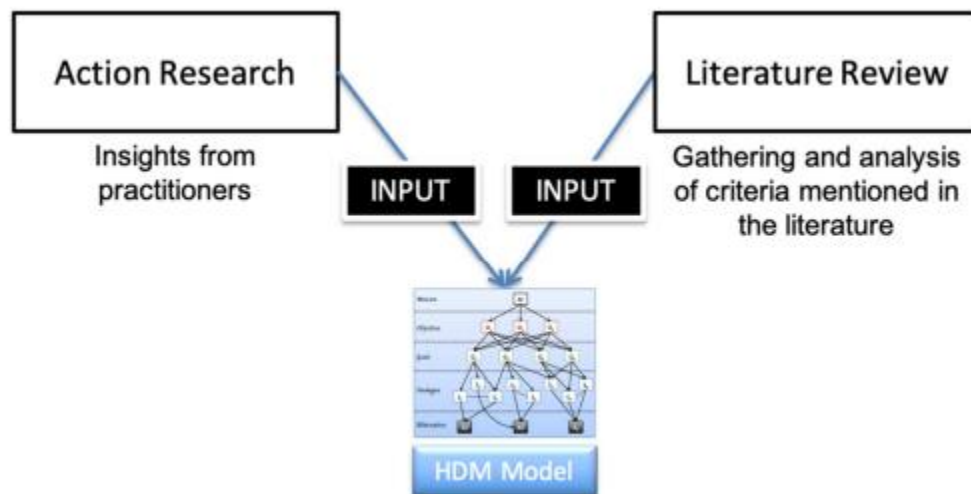 Action Research
Literature Review
Insights from
practitioners
Gathering and analysis
of criteria mentioned in
the literature
INPUT
INPUT
HDM Model